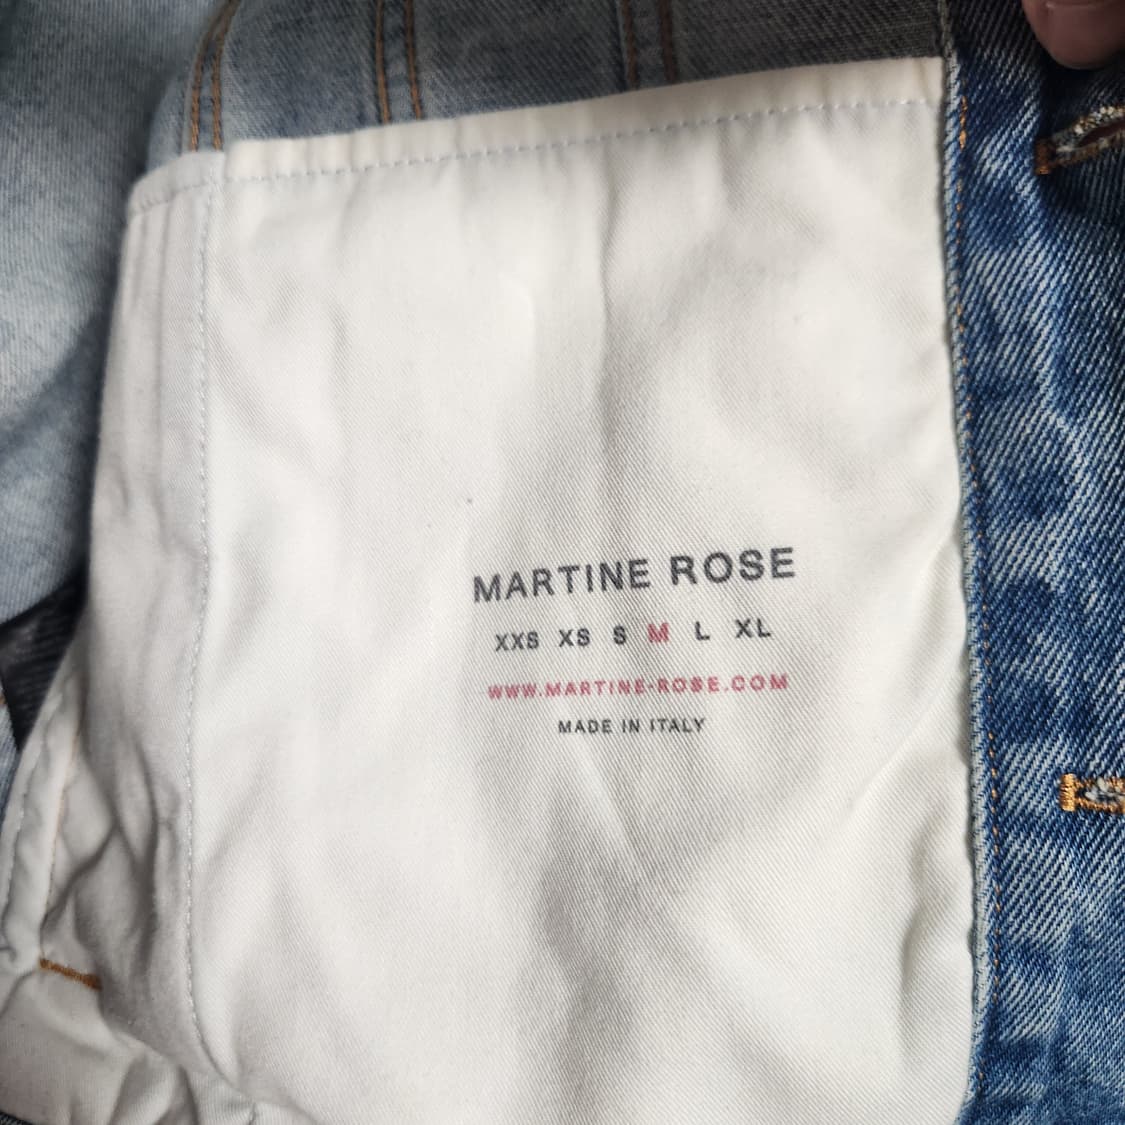 MARTINE ROSE
XXS XS S M L XL
WWW.MARTINE-ROSE.COM
MADE IN ITALY